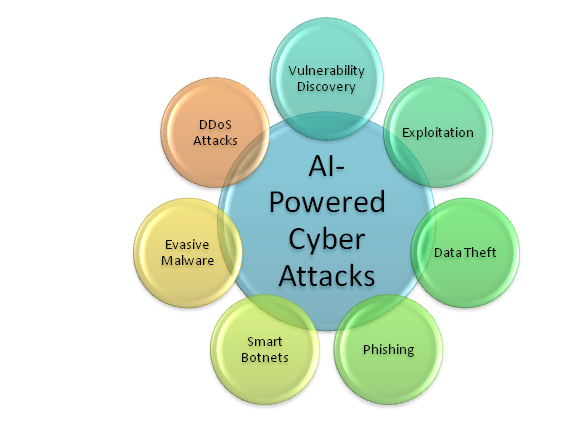 Vulnerability
Discovery
Exploitation
Data Theft
Phishing
Smart
Botnets
Evasive
Malware
DDoS
Attacks
AI-
Powered
Cyber
Attacks